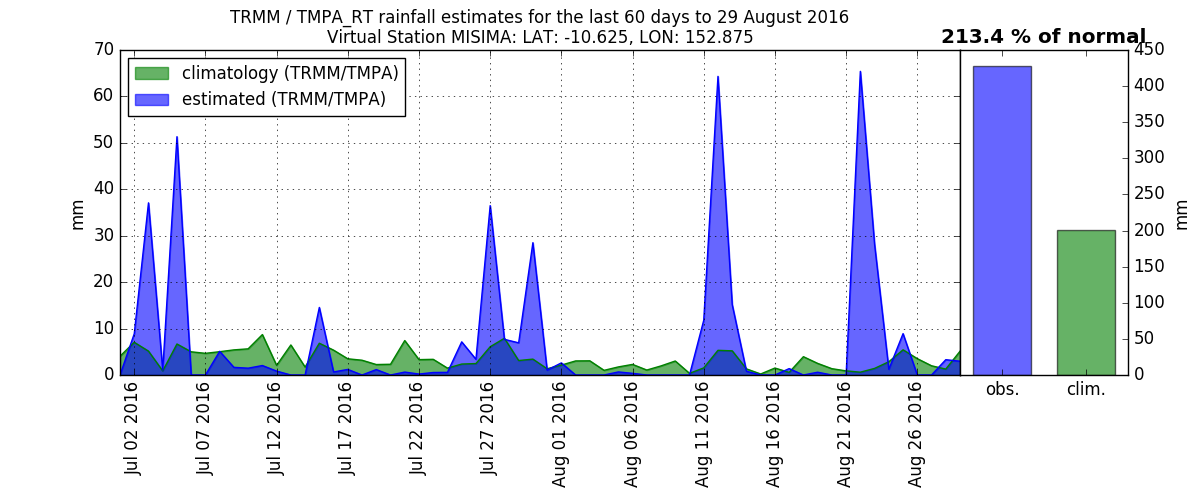 TRMM / TMPA_RT rainfall estimates for the last 60 days to 29 August 2016
Virtual Station MISIMA: LAT: -10.625, LON: 152.875
213.4 % of normal
climatology (TRMM/TMPA)
estimated (TRMM/TMPA)
mm
70
60
50
40
30
20
10
0
Jul 02 2016
Jul 07 2016
Jul 12 2016
Jul 17 2016
Jul 22 2016
Jul 27 2016
Aug 01 2016
Aug 06 2016
Aug 11 2016
Aug 16 2016
Aug 21 2016
Aug 26 2016
obs.
clim.
450
400
350
300
250
200
150
100
50
0
mm